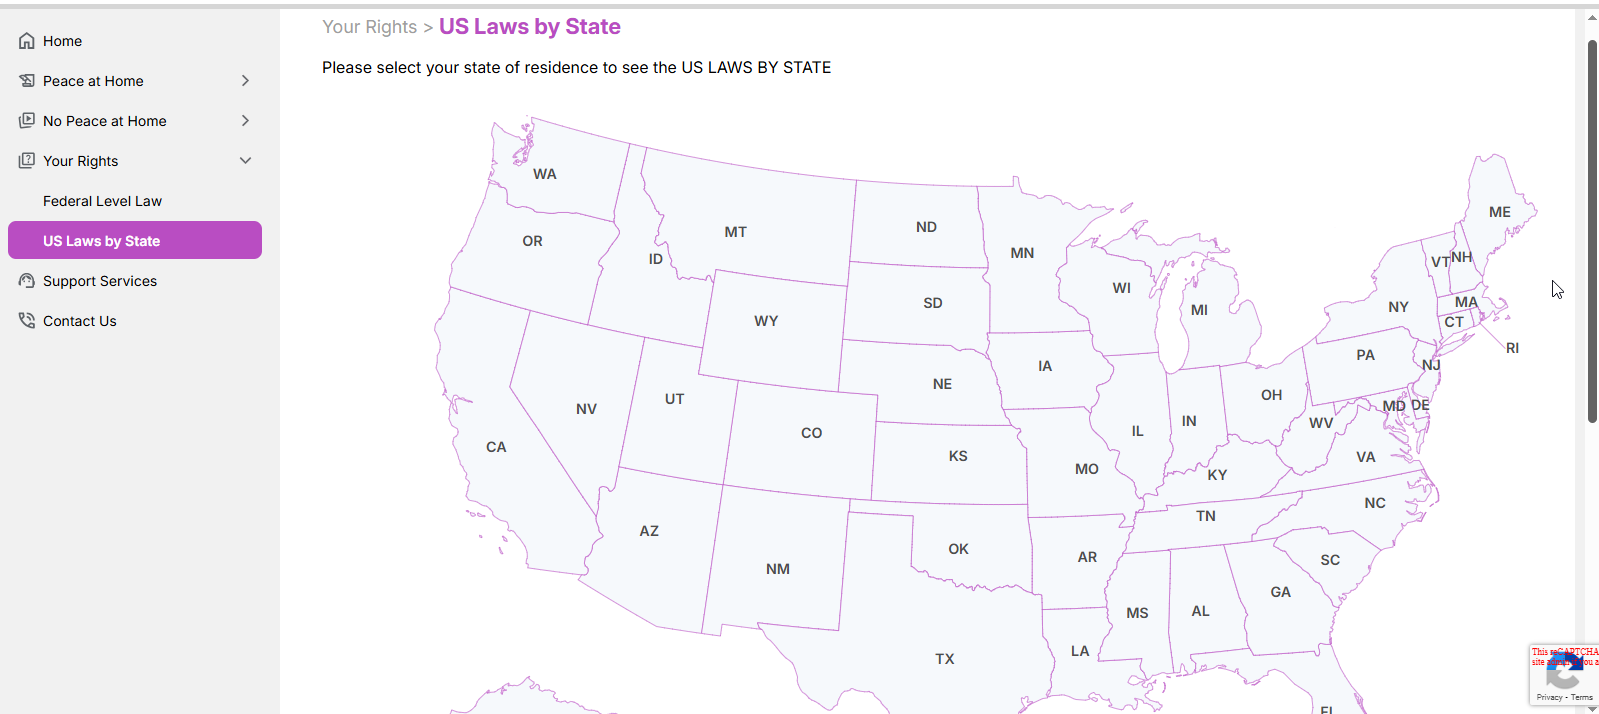 Home
Peace at Home
No Peace at Home
Your Rights
Federal Level Law
US Laws by State
Support Services
Contact Us
Your Rights > US Laws by State
Please select your state of residence to see the US LAWS BY STATE
WA
OR
ID
MT
ND
MN
SD
WY
WI
MI
ME
VT
NH
NY
MA
CT
RI
PA
NJ
IA
NE
NV
UT
CO
CA
KS
MO
IL
IN
OH
WV
MD
DE
VA
KY
NC
TN
AZ
NM
OK
AR
SC
GA
MS
AL
LA
TX
FL
This reCAPTCHA
site
Privacy - Terms